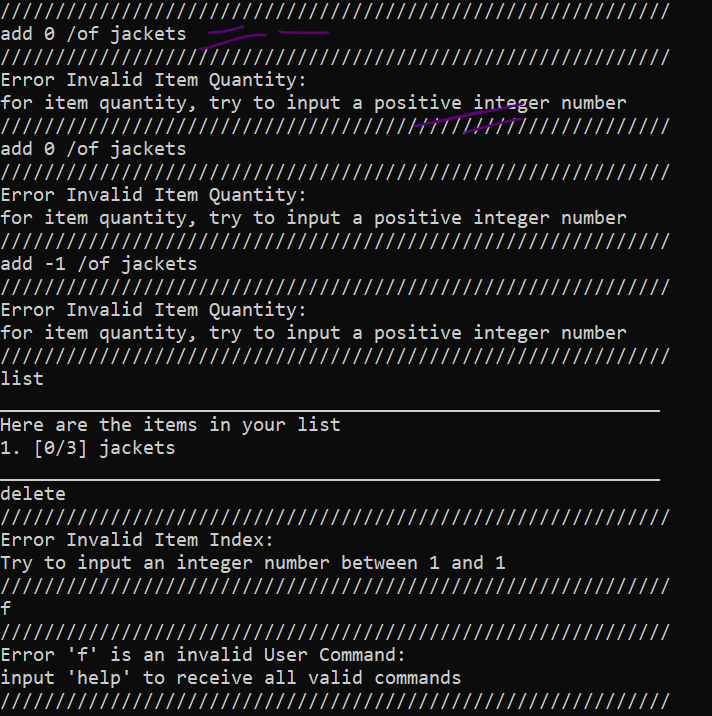 /////////////////////////////////////////////////////////////
add 0 /of jackets
/////////////////////////////////////////////////////////////
Error Invalid Item Quantity:
for item quantity, try to input a positive integer number
/////////////////////////////////////////////////////////////
add 0 /of jackets
/////////////////////////////////////////////////////////////
Error Invalid Item Quantity:
for item quantity, try to input a positive integer number
/////////////////////////////////////////////////////////////
add -1 /of jackets
/////////////////////////////////////////////////////////////
Error Invalid Item Quantity:
for item quantity, try to input a positive integer number
/////////////////////////////////////////////////////////////
list
____________________________________________________________
Here are the items in your list
1. [0/3] jackets
____________________________________________________________
delete
/////////////////////////////////////////////////////////////
Error Invalid Item Index:
Try to input an integer number between 1 and 1
/////////////////////////////////////////////////////////////
f
/////////////////////////////////////////////////////////////
Error 'f' is an invalid User Command:
input 'help' to receive all valid commands
/////////////////////////////////////////////////////////////